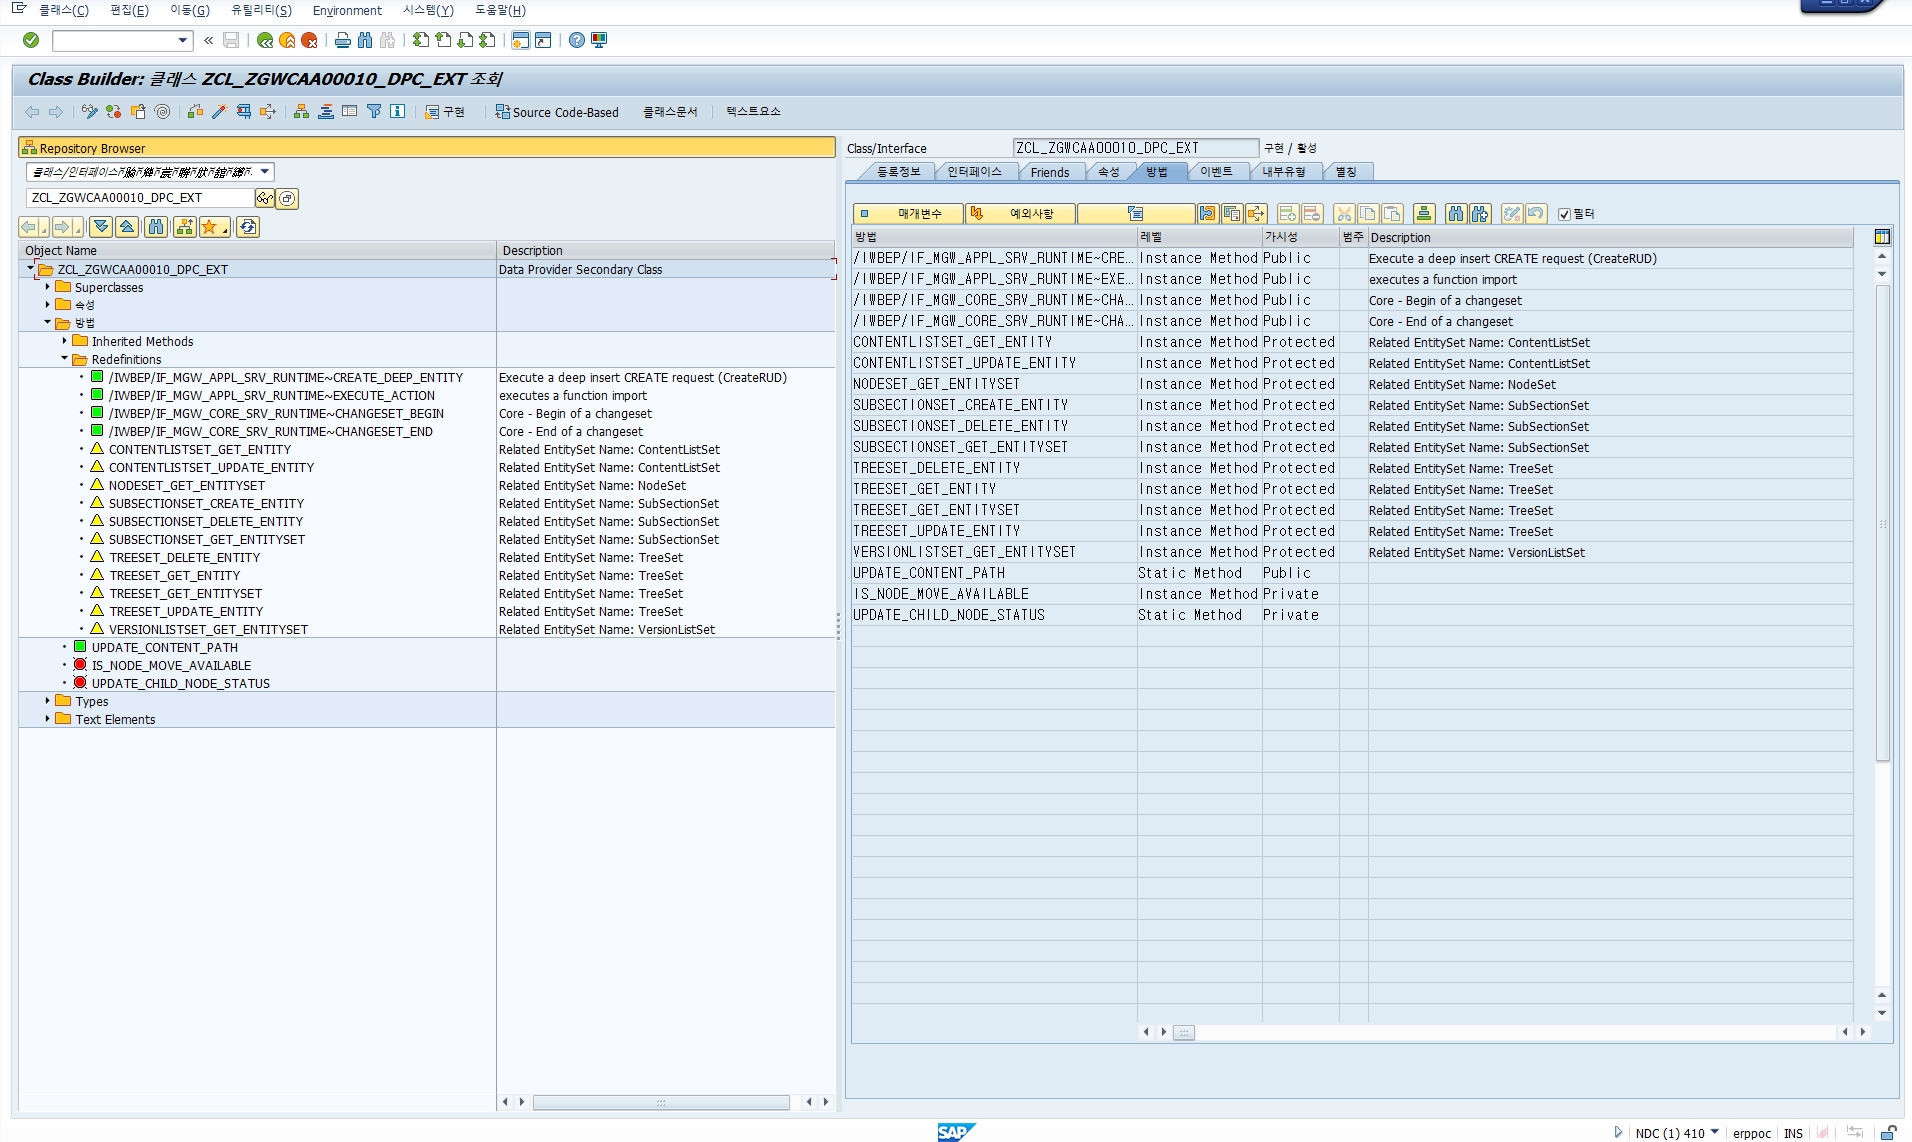 클래스(C) 편집(E) 이동(G) 유틸리티(S) Environment 시스템(Y) 도움말(H)
Class Builder: 클래스 ZCL_ZGWCAA00010_DPC_EXT 조회
구현 Source Code-Based 클래스문서 텍스트요소
Repository Browser
클래스/인터페이스
ZCL_ZGWCAA00010_DPC_EXT
Object Name Description
ZCL_ZGWCAA00010_DPC_EXT Data Provider Secondary Class
Superclasses
속성
방법
Inherited Methods
Redefinitions
/IWBEP/IF_MGW_APPL_SRV_RUNTIME~CREATE_DEEP_ENTITY Execute a deep insert CREATE request (CreateRUD)
/IWBEP/IF_MGW_APPL_SRV_RUNTIME~EXECUTE_ACTION executes a function import
/IWBEP/IF_MGW_CORE_SRV_RUNTIME~CHANGESET_BEGIN Core - Begin of a changeset
/IWBEP/IF_MGW_CORE_SRV_RUNTIME~CHANGESET_END Core - End of a changeset
CONTENTLISTSET_GET_ENTITY Related EntitySet Name: ContentListSet
CONTENTLISTSET_UPDATE_ENTITY Related EntitySet Name: ContentListSet
NODESET_GET_ENTITYSET Related EntitySet Name: NodeSet
SUBSECTIONSET_CREATE_ENTITY Related EntitySet Name: SubSectionSet
SUBSECTIONSET_DELETE_ENTITY Related EntitySet Name: SubSectionSet
SUBSECTIONSET_GET_ENTITYSET Related EntitySet Name: SubSectionSet
TREESET_DELETE_ENTITY Related EntitySet Name: TreeSet
TREESET_GET_ENTITY Related EntitySet Name: TreeSet
TREESET_GET_ENTITYSET Related EntitySet Name: TreeSet
TREESET_UPDATE_ENTITY Related EntitySet Name: TreeSet
VERSIONLISTSET_GET_ENTITYSET Related EntitySet Name: VersionListSet
UPDATE_CONTENT_PATH
IS_NODE_MOVE_AVAILABLE
UPDATE_CHILD_NODE_STATUS
Types
Text Elements
Class/Interface ZCL_ZGWCAA00010_DPC_EXT 구현 / 활성
등록정보 인터페이스 Friends 속성 방법 이벤트 내부유형 별칭
매개변수 예외사항 필터
방법 레벨 가시성 범주 Description
/IWBEP/IF_MGW_APPL_SRV_RUNTIME~CRE... Instance Method Public Execute a deep insert CREATE request (CreateRUD)
/IWBEP/IF_MGW_APPL_SRV_RUNTIME~EXE... Instance Method Public executes a function import
/IWBEP/IF_MGW_CORE_SRV_RUNTIME~CHA... Instance Method Public Core - Begin of a changeset
/IWBEP/IF_MGW_CORE_SRV_RUNTIME~CHA... Instance Method Public Core - End of a changeset
CONTENTLISTSET_GET_ENTITY Instance Method Protected Related EntitySet Name: ContentListSet
CONTENTLISTSET_UPDATE_ENTITY Instance Method Protected Related EntitySet Name: ContentListSet
NODESET_GET_ENTITYSET Instance Method Protected Related EntitySet Name: NodeSet
SUBSECTIONSET_CREATE_ENTITY Instance Method Protected Related EntitySet Name: SubSectionSet
SUBSECTIONSET_DELETE_ENTITY Instance Method Protected Related EntitySet Name: SubSectionSet
SUBSECTIONSET_GET_ENTITYSET Instance Method Protected Related EntitySet Name: SubSectionSet
TREESET_DELETE_ENTITY Instance Method Protected Related EntitySet Name: TreeSet
TREESET_GET_ENTITY Instance Method Protected Related EntitySet Name: TreeSet
TREESET_GET_ENTITYSET Instance Method Protected Related EntitySet Name: TreeSet
TREESET_UPDATE_ENTITY Instance Method Protected Related EntitySet Name: TreeSet
VERSIONLISTSET_GET_ENTITYSET Instance Method Protected Related EntitySet Name: VersionListSet
UPDATE_CONTENT_PATH Static Method Public
IS_NODE_MOVE_AVAILABLE Instance Method Private
UPDATE_CHILD_NODE_STATUS Static Method Private
SAP NDC (1) 410 erppoc INS